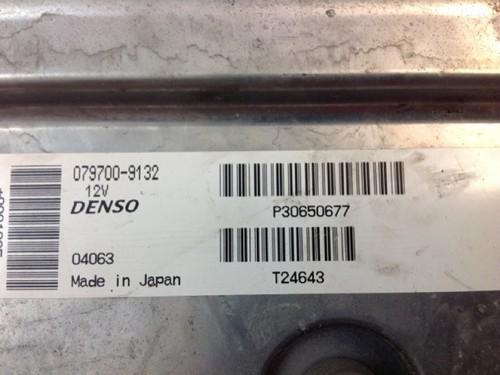 079700-9132
12V
DENSO
04063
Made in Japan
P30650677
T24643